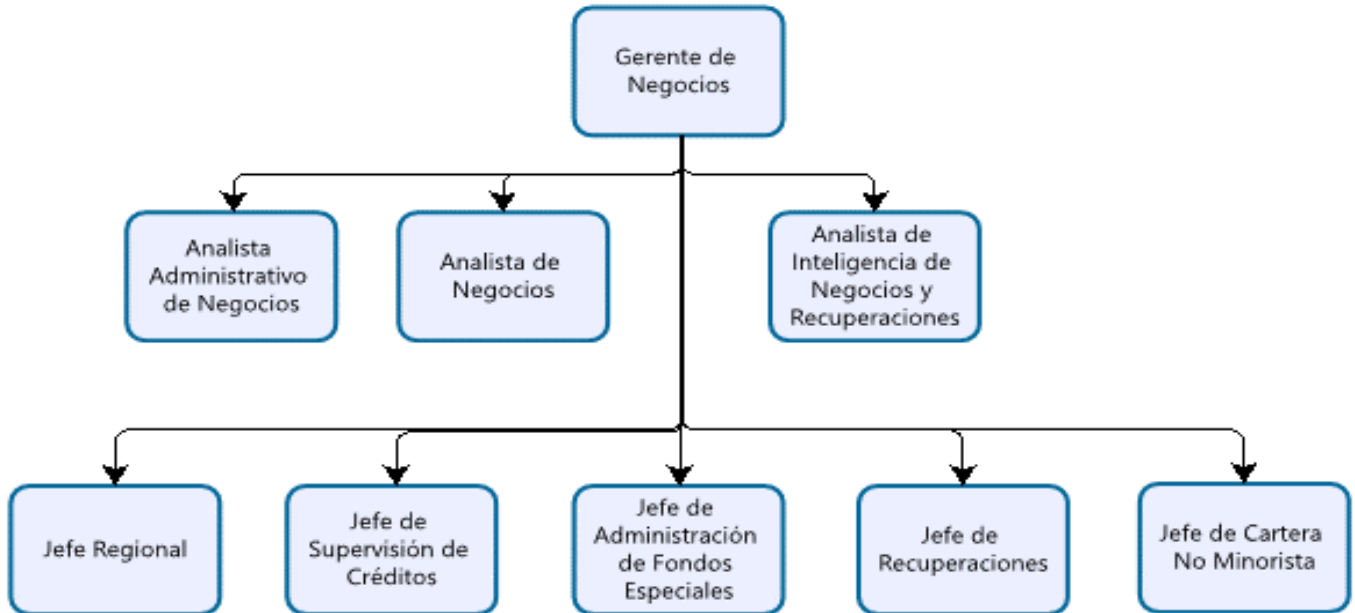 Gerente de
Negocios
Analista
Administrativo
de Negocios
Analista de
Negocios
Analista de
Inteligencia de
Negocios y
Recuperaciones
Jefe Regional
Jefe de
Supervisión de
Créditos
Jefe de
Administración
de Fondos
Especiales
Jefe de
Recuperaciones
Jefe de Cartera
No Minorista